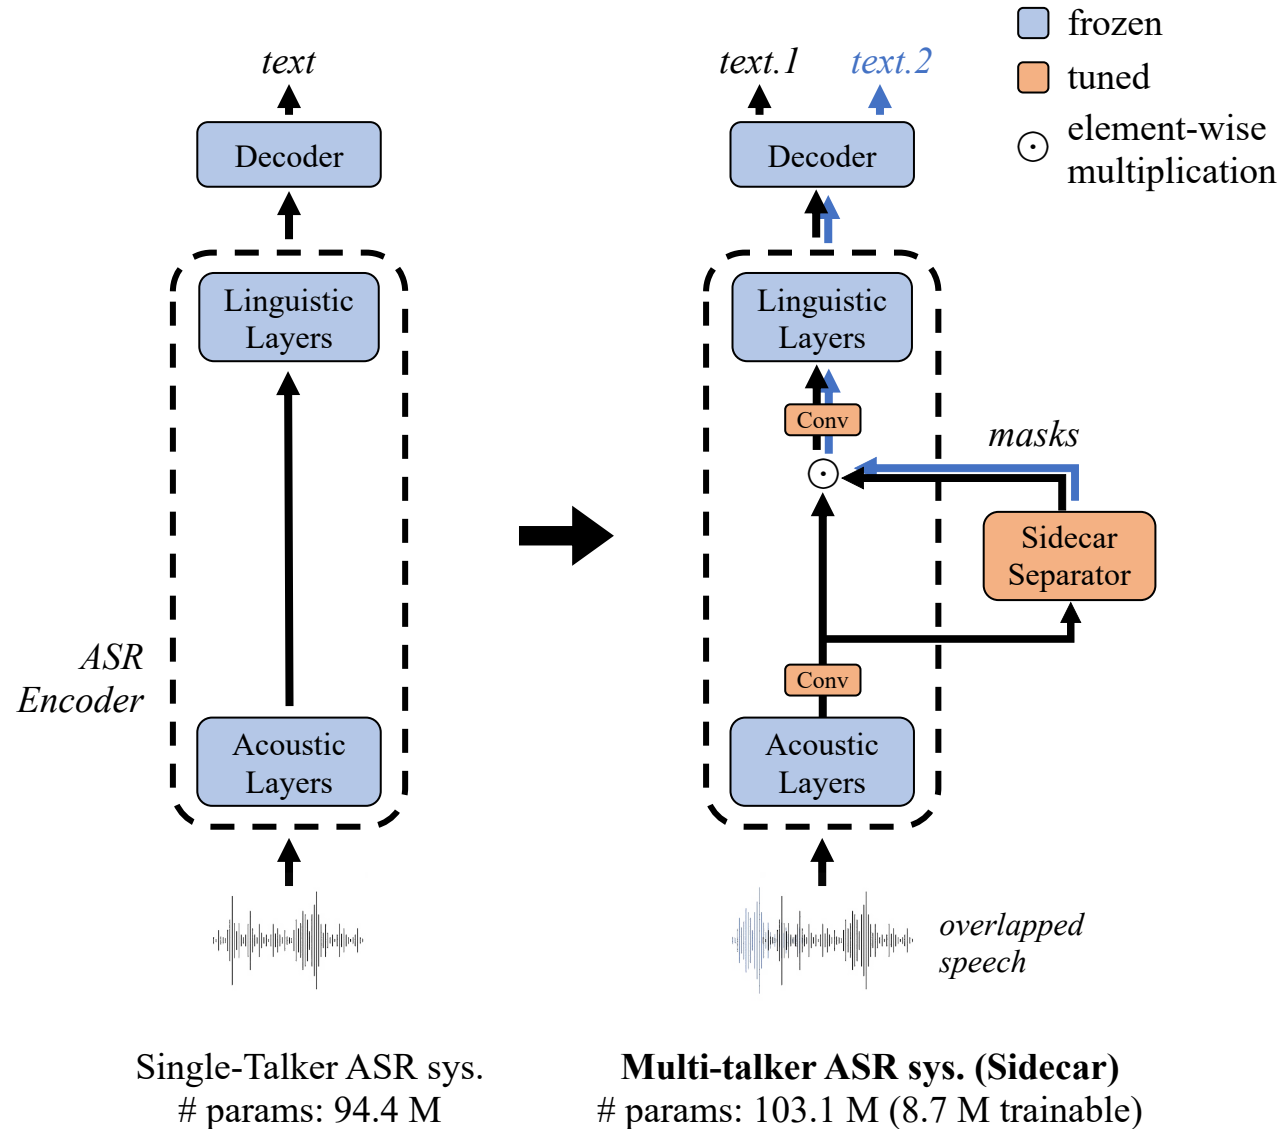 frozen
tuned
element-wise
multiplication
text
Decoder
Linguistic
Layers
ASR
Encoder
Acoustic
Layers
Single-Talker ASR sys.
# params: 94.4 M
text.1 text.2
Decoder
Linguistic
Layers
Conv
masks
Sidecar
Separator
Conv
Acoustic
Layers
overlapped
speech
Multi-talker ASR sys. (Sidecar)
# params: 103.1 M (8.7 M trainable)